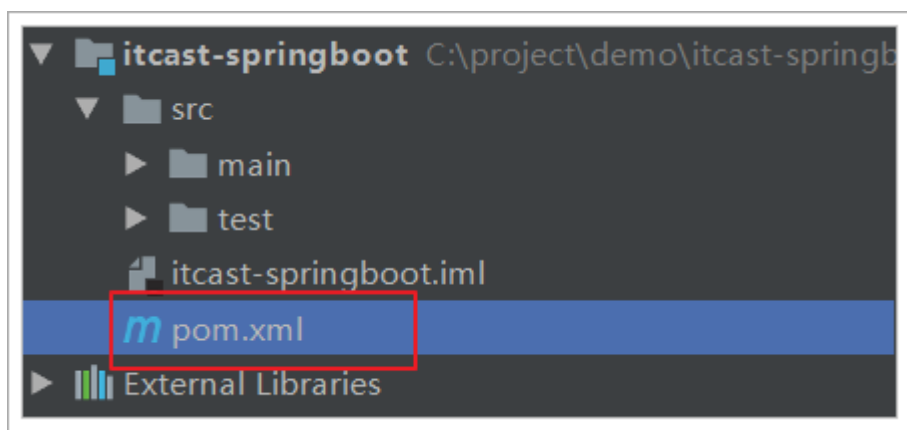 itcast-springboot C:\project\demo\itcast-springb
src
main
test
itcast-springboot.iml
pom.xml
External Libraries